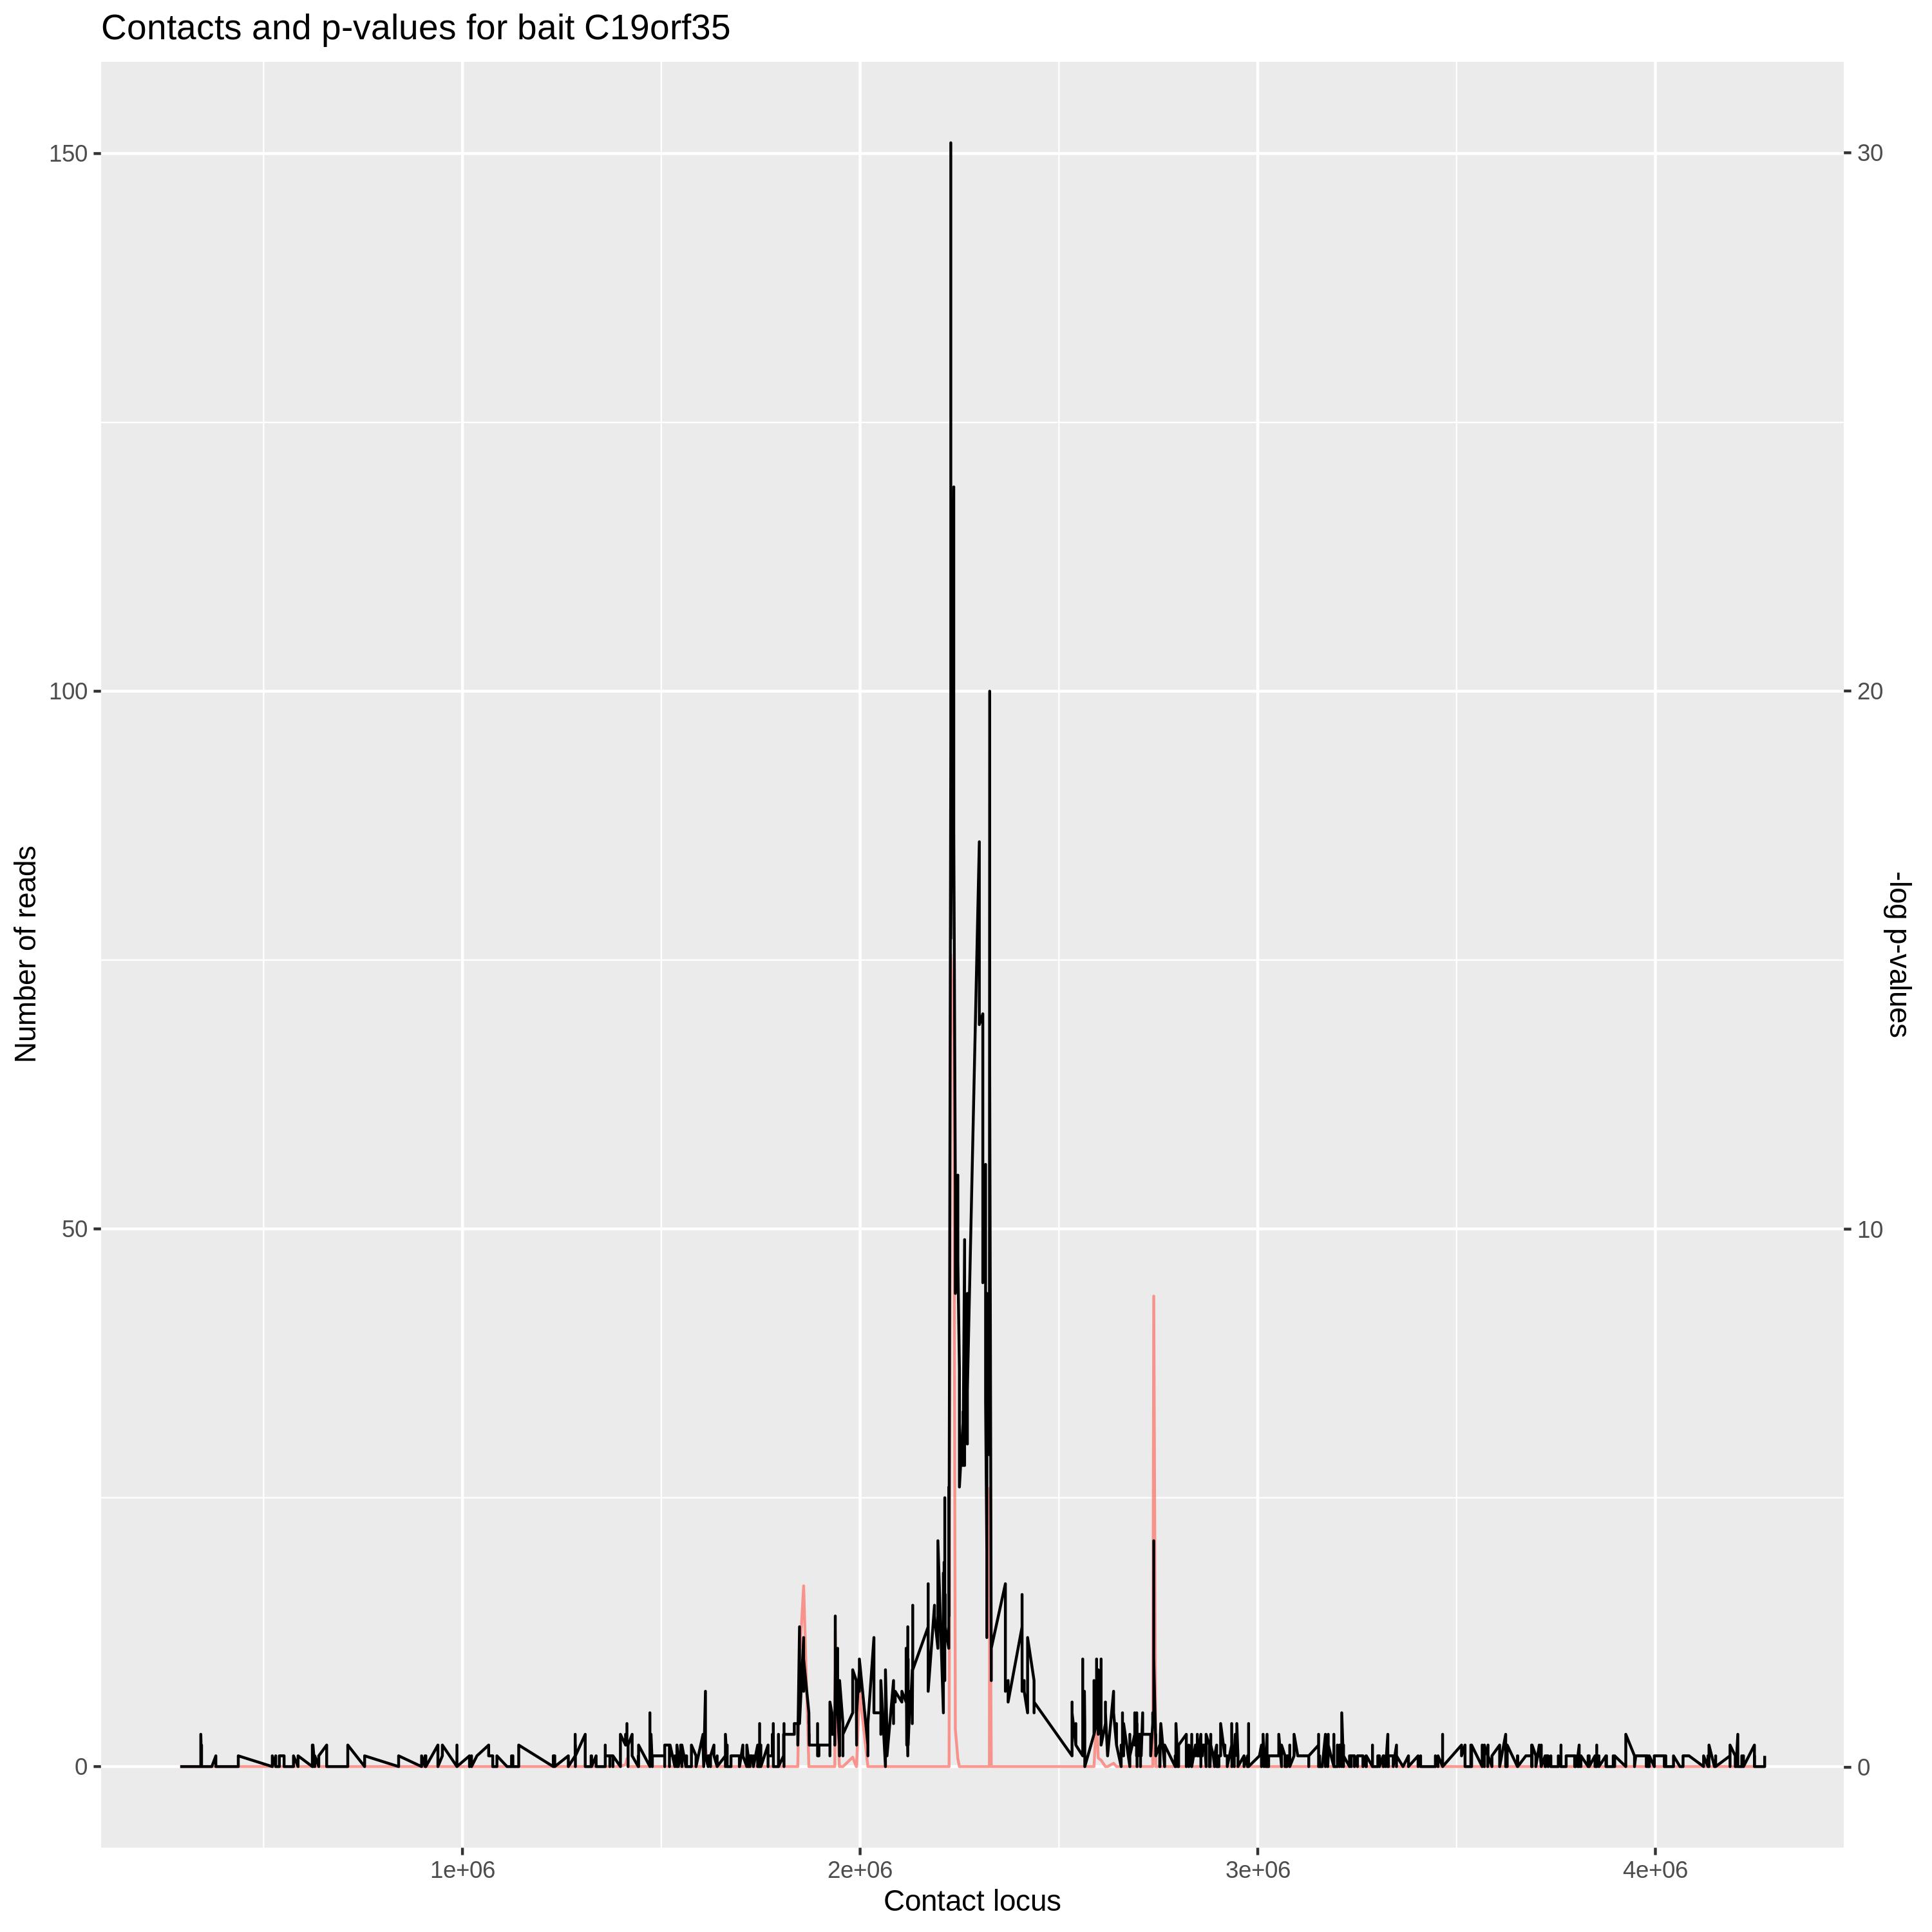 Contacts and p-values for bait C19orf35
150
100
50
0
30
20
10
0
Number of reads
-log p-values
1e+06
2e+06
3e+06
4e+06
Contact locus